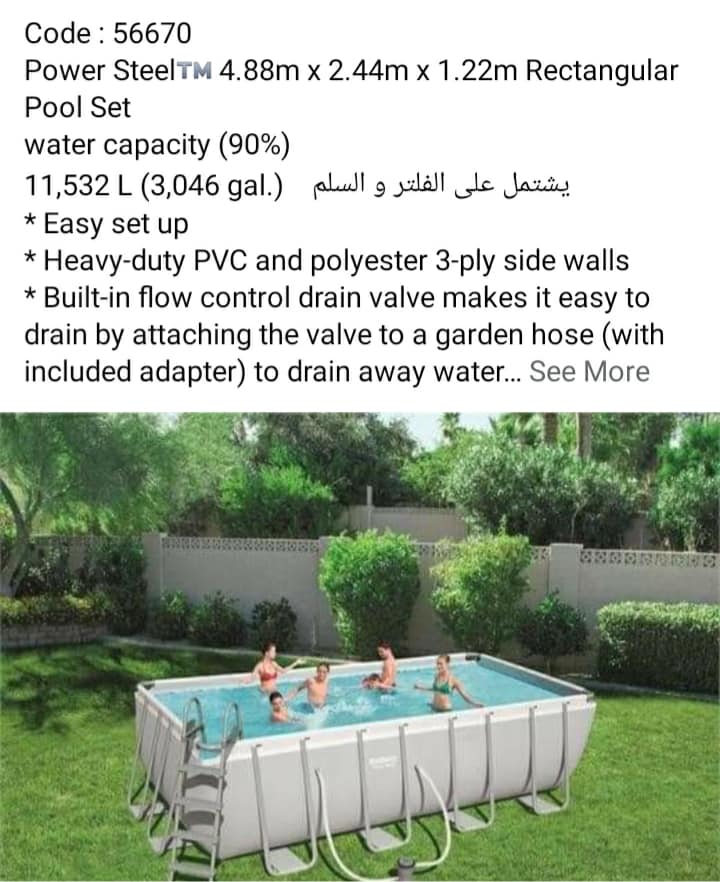 Code : 56670
Power Steel™️ 4.88m x 2.44m x 1.22m Rectangular
Pool Set
water capacity (90%)
11,532 L (3,046 gal.) يشتمل على الفلتر و السلم
* Easy set up
* Heavy-duty PVC and polyester 3-ply side walls
* Built-in flow control drain valve makes it easy to
drain by attaching the valve to a garden hose (with
included adapter) to drain away water... See More